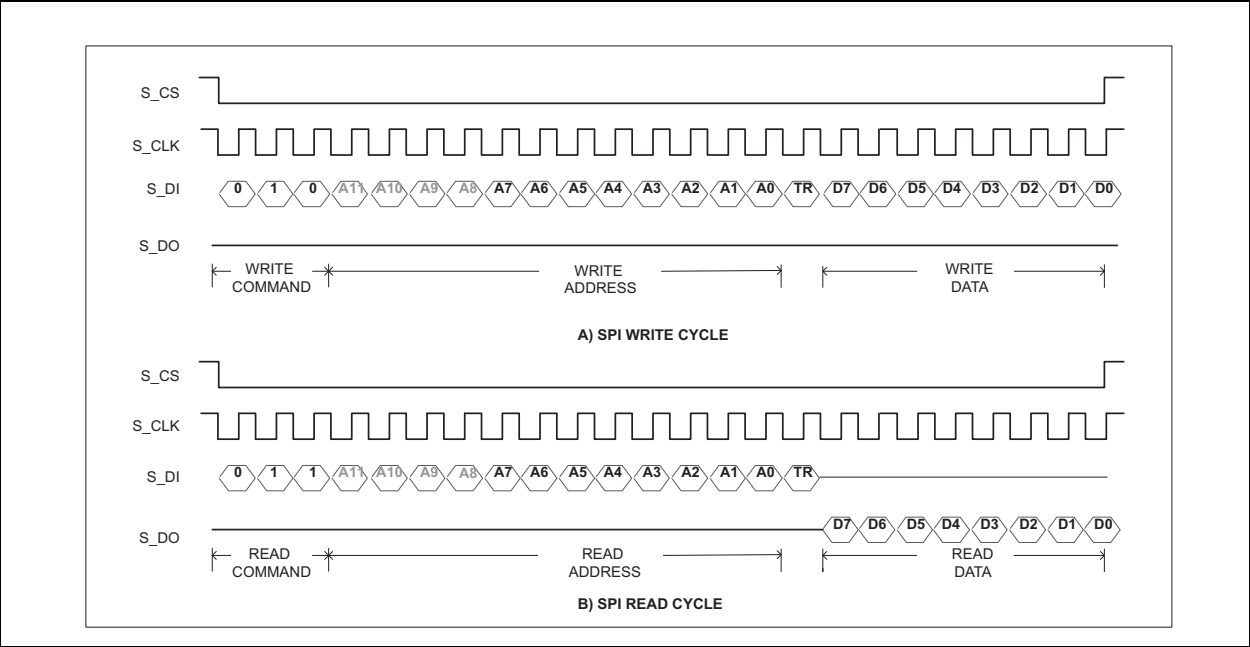 S_CS
S_CLK
S_DI 0 1 0 A11 A10 A9 A8 A7 A6 A5 A4 A3 A2 A1 A0 TR D7 D6 D5 D4 D3 D2 D1 D0
S_DO
WRITE COMMAND
WRITE ADDRESS
WRITE DATA
A) SPI WRITE CYCLE
S_CS
S_CLK
S_DI 0 1 1 A11 A10 A9 A8 A7 A6 A5 A4 A3 A2 A1 A0 TR
S_DO D7 D6 D5 D4 D3 D2 D1 D0
READ COMMAND
READ ADDRESS
READ DATA
B) SPI READ CYCLE